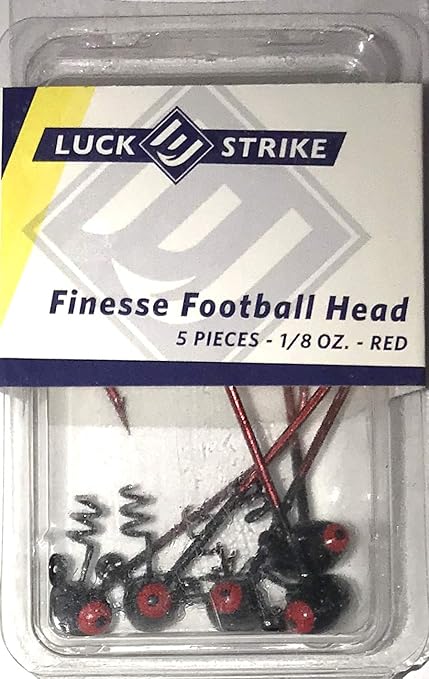 LUCK STRIKE
Finesse Football Head
5 PIECES - 1/8 OZ. - RED